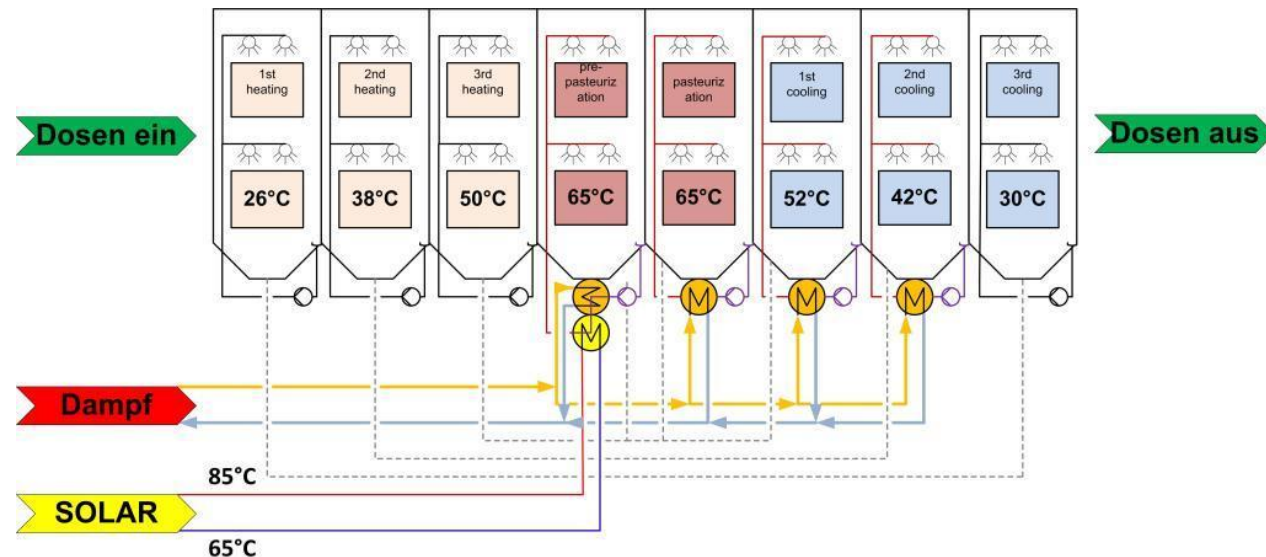 1st
heating
2nd
heating
3rd
heating
pre-
pasteuriz
ation
pasteuriz
ation
1st
cooling
2nd
cooling
3rd
cooling
Dosen ein
Dosen aus
26°C
38°C
50°C
65°C
65°C
52°C
42°C
30°C
Dampf
85°C
SOLAR
65°C